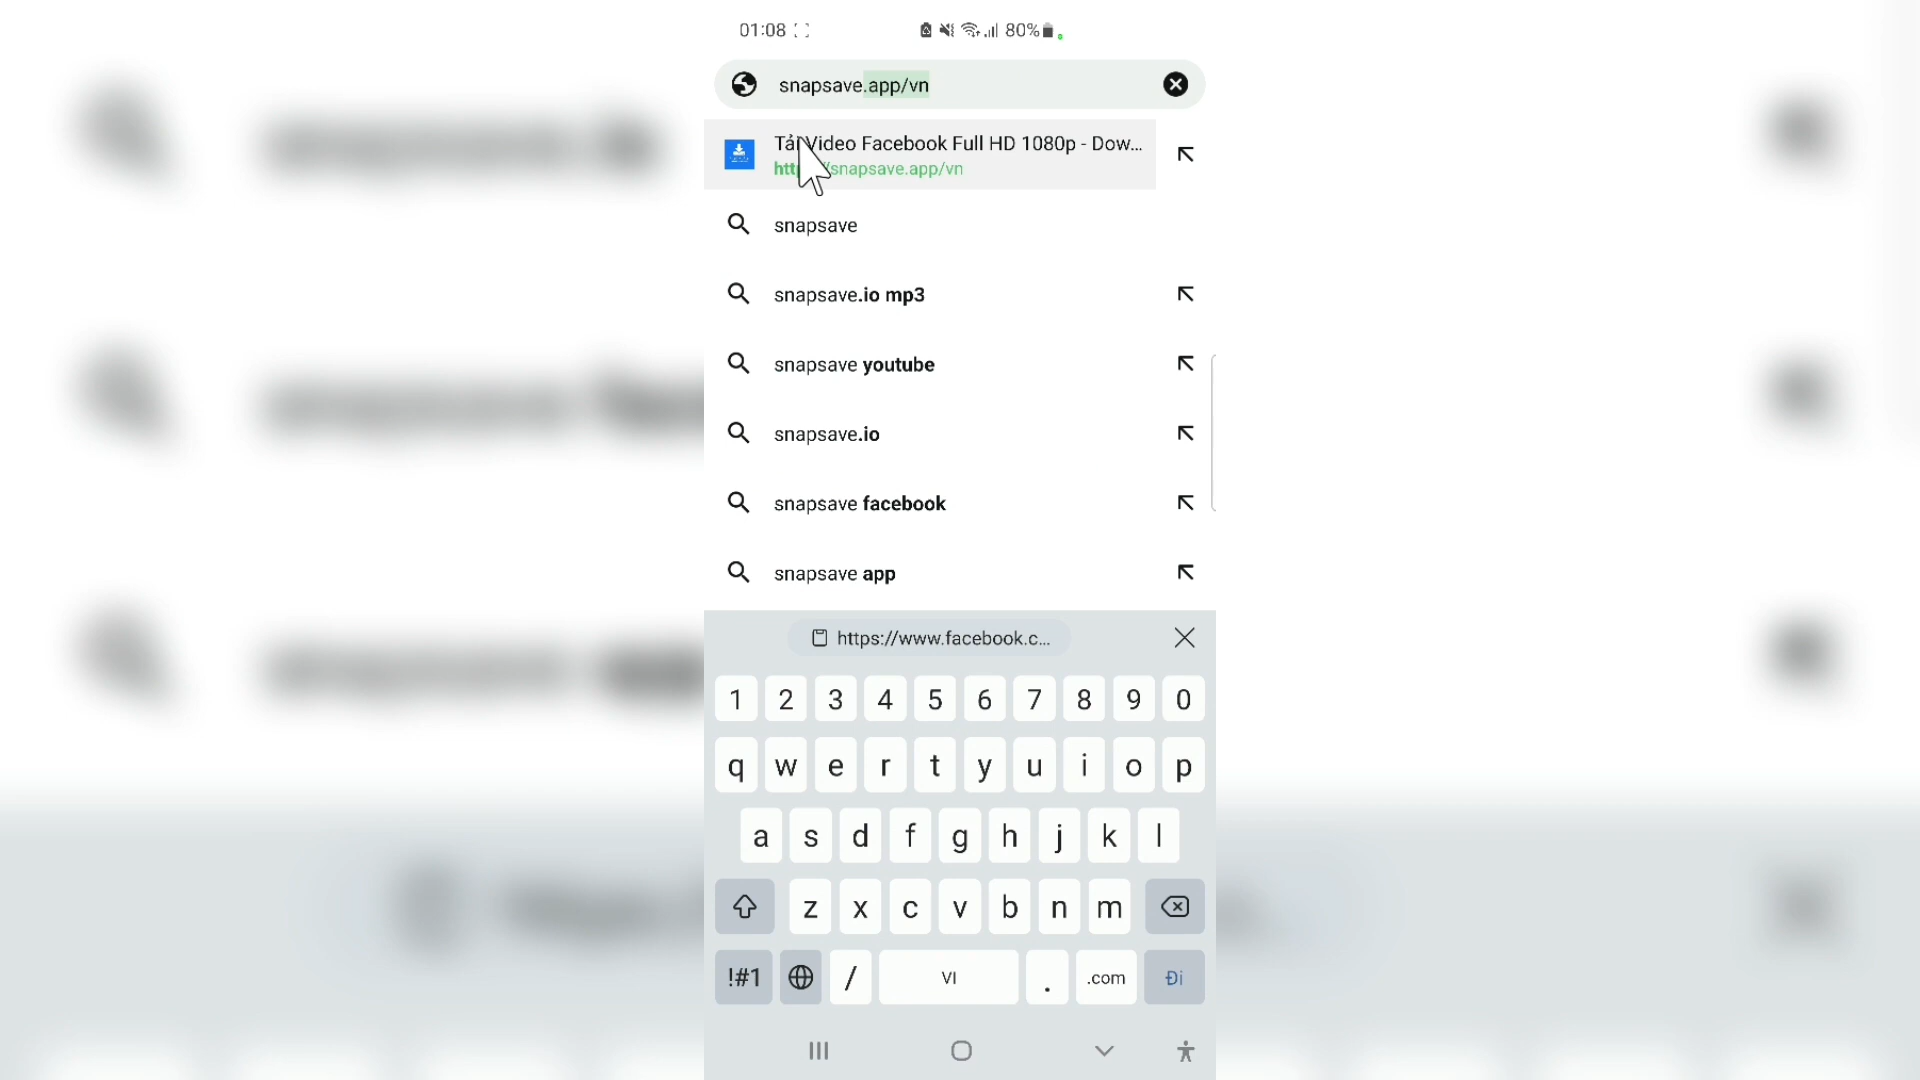 01:08
80%
snapsave.app/vn
Tải Video Facebook Full HD 1080p - Dow...
snapsave.app/vn
snapsave
snapsave.io mp3
snapsave youtube
snapsave.io
snapsave facebook
snapsave app
https://www.facebook.c...
1 2 3 4 5 6 7 8 9 0
q w e r t y u i o p
a s d f g h j k l
z x c v b n m
!#1 / VI . .com Đi